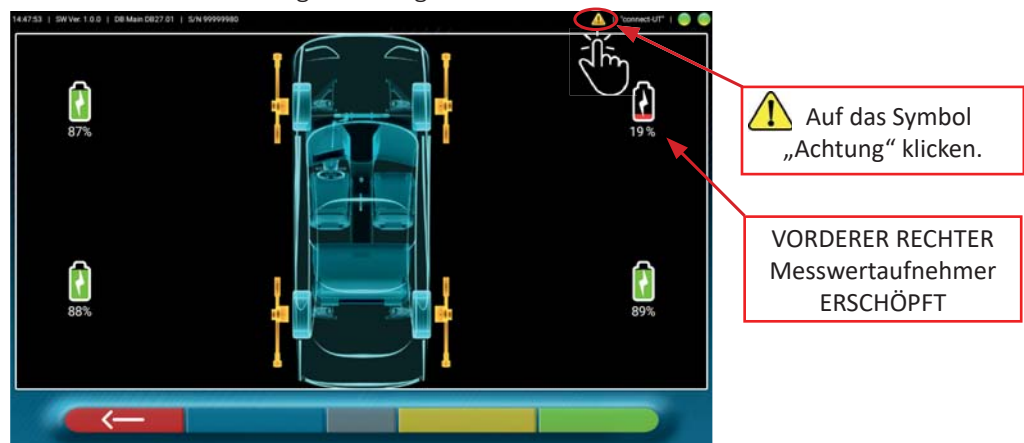 14:47:53 | SW Ver. 1.0.0 | DB Main DB27.01 | S/N 99999980
"connect-UT" |
87%
19%
Auf das Symbol
„Achtung“ klicken.
VORDERER RECHTER
Messwertaufnehmer
ERSCHÖPFT
88%
89%